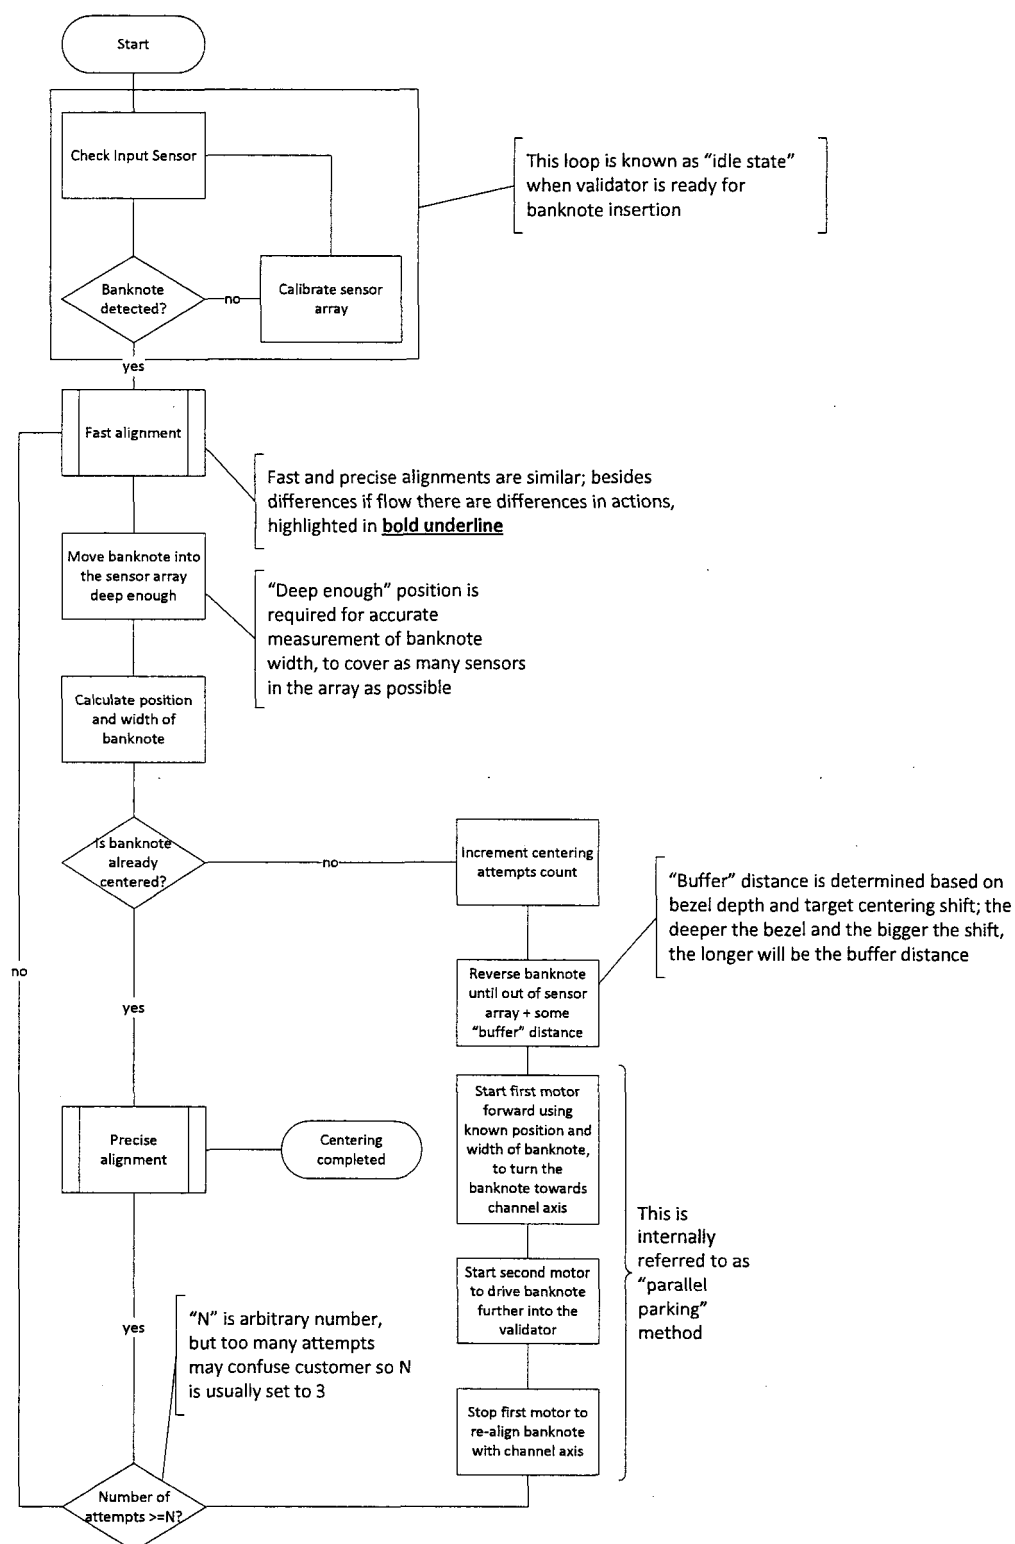 Start
Check Input Sensor
This loop is known as “idle state”
when validator is ready for
banknote insertion
Banknote
detected?
no
Calibrate sensor
array
yes
Fast alignment
Fast and precise alignments are similar; besides
differences if flow there are differences in actions,
highlighted in bold underline
Move banknote into
the sensor array
deep enough
“Deep enough” position is
required for accurate
measurement of banknote
width, to cover as many sensors
in the array as possible
Calculate position
and width of
banknote
Is banknote
already
centered?
no
Increment centering
attempts count
“Buffer” distance is determined based on
bezel depth and target centering shift; the
deeper the bezel and the bigger the shift,
the longer will be the buffer distance
no
Reverse banknote
until out of sensor
array + some
“buffer” distance
yes
Start first motor
forward using
known position and
width of banknote,
to turn the
banknote towards
channel axis
Precise
alignment
Centering
completed
This is
internally
referred to as
“parallel
parking”
method
Start second motor
to drive banknote
further into the
validator
yes
“N” is arbitrary number,
but too many attempts
may confuse customer so N
is usually set to 3
Stop first motor to
re-align banknote
with channel axis
Number of
attempts >=N?